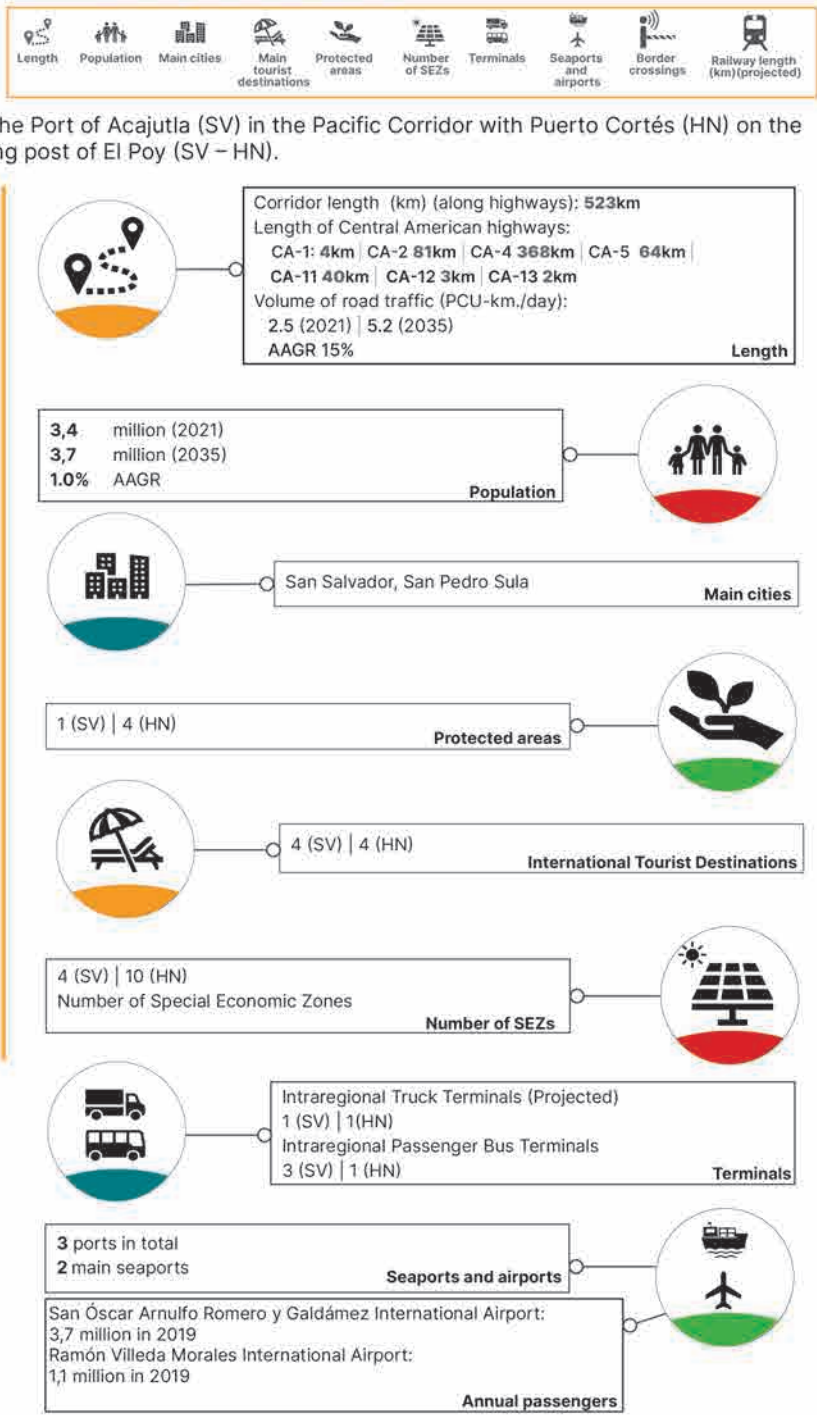 Length
Population
Main cities
Main
tourist
destinations
Protected
areas
Number
of SEZs
Terminals
Seaports
and
airports
Border
crossings
Railway length
(km)(projected)
he Port of Acajutla (SV) in the Pacific Corridor with Puerto Cortés (HN) on the
ng post of El Poy (SV – HN).
Corridor length (km) (along highways): 523km
Length of Central American highways:
CA-1: 4km | CA-2 81km | CA-4 368km | CA-5 64km |
CA-11 40km | CA-12 3km | CA-13 2km
Volume of road traffic (PCU-km./day):
2.5 (2021) | 5.2 (2035)
AAGR 15%
Length
3,4 million (2021)
3,7 million (2035)
1.0% AAGR
Population
San Salvador, San Pedro Sula
Main cities
1 (SV) | 4 (HN)
Protected areas
4 (SV) | 4 (HN)
International Tourist Destinations
4 (SV) | 10 (HN)
Number of Special Economic Zones
Number of SEZs
Intraregional Truck Terminals (Projected)
1 (SV) | 1(HN)
Intraregional Passenger Bus Terminals
3 (SV) | 1 (HN)
Terminals
3 ports in total
2 main seaports
Seaports and airports
San Óscar Arnulfo Romero y Galdámez International Airport:
3,7 million in 2019
Ramón Villeda Morales International Airport:
1,1 million in 2019
Annual passengers